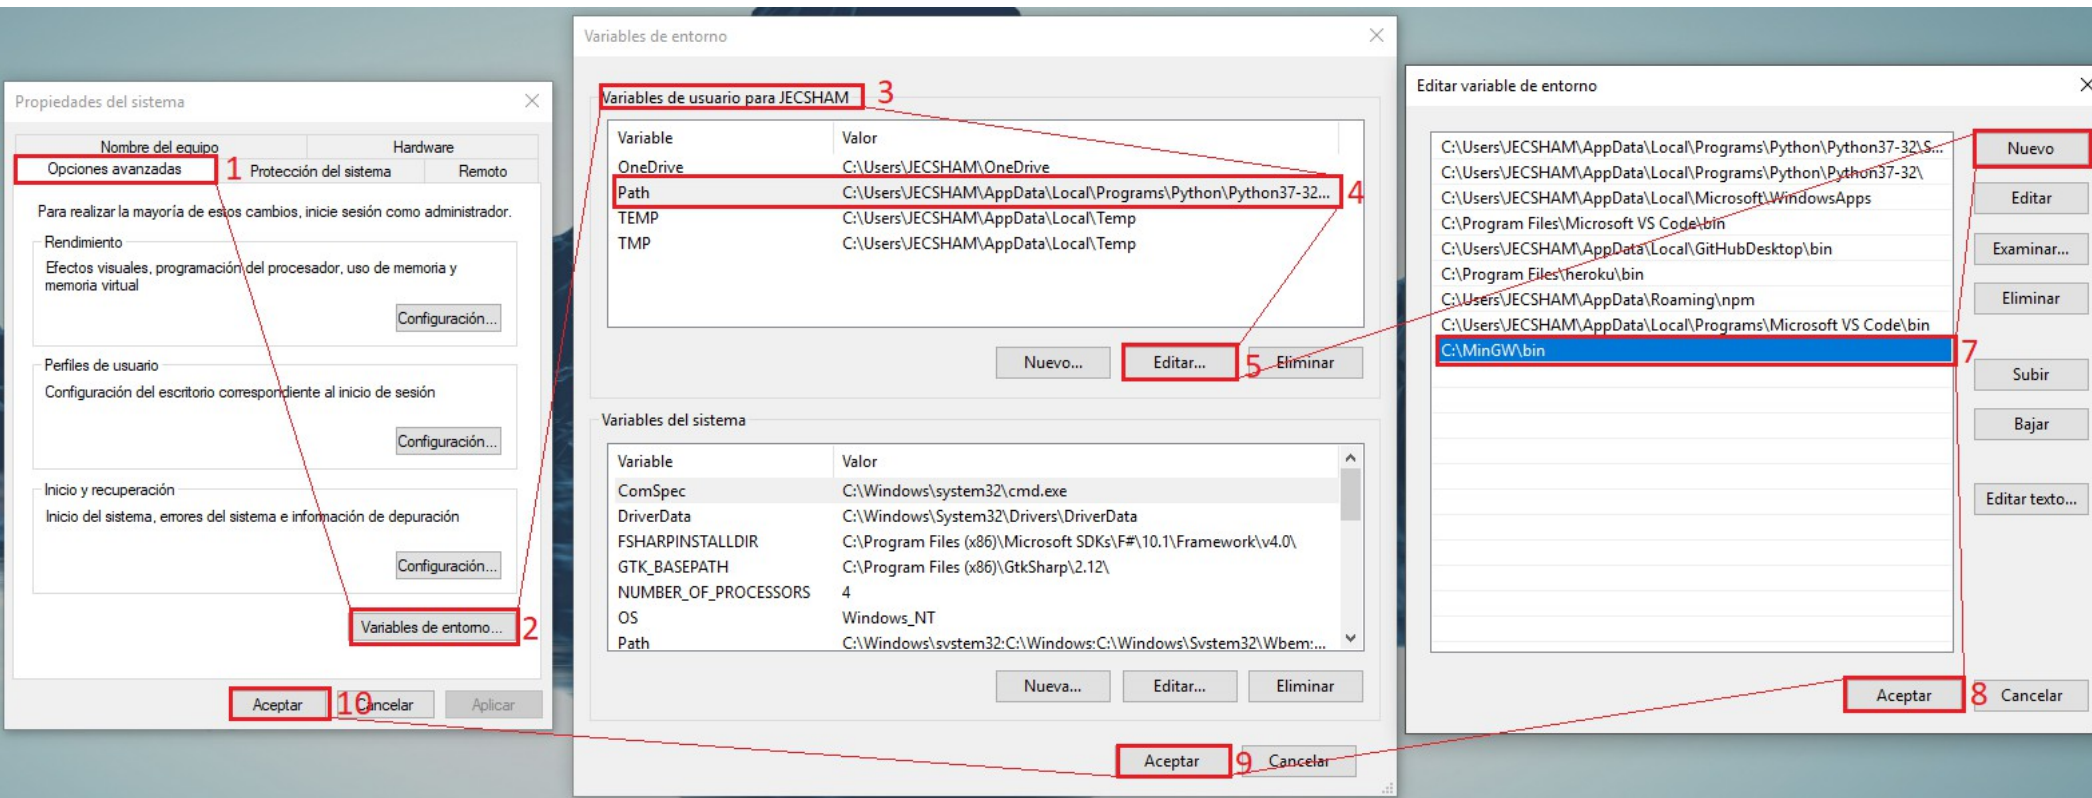 Propiedades del sistema
Nombre del equipo
Hardware
Opciones avanzadas
1
Protección del sistema
Remoto
Para realizar la mayoría de estos cambios, inicie sesión como administrador.
Rendimiento
Efectos visuales, programación del procesador, uso de memoria y
memoria virtual
Configuración...
Perfiles de usuario
Configuración del escritorio correspondiente al inicio de sesión
Configuración...
Inicio y recuperación
Inicio del sistema, errores del sistema e información de depuración
Configuración...
Variables de entorno...
2
Aceptar
10
Cancelar
Aplicar
Variables de entorno
Variables de usuario para JECSHAM
3
Variable Valor
OneDrive C:\Users\JECSHAM\OneDrive
Path C:\Users\JECSHAM\AppData\Local\Programs\Python\Python37-32...
4
TEMP C:\Users\JECSHAM\AppData\Local\Temp
TMP C:\Users\JECSHAM\AppData\Local\Temp
Nuevo...
Editar...
5
Eliminar
Variables del sistema
Variable Valor
ComSpec C:\Windows\system32\cmd.exe
DriverData C:\Windows\System32\Drivers\DriverData
FSHARPINSTALLDIR C:\Program Files (x86)\Microsoft SDKs\F#\10.1\Framework\v4.0\
GTK_BASEPATH C:\Program Files (x86)\GtkSharp\2.12\
NUMBER_OF_PROCESSORS 4
OS Windows_NT
Path C:\Windows\system32;C:\Windows;C:\Windows\System32\Wbem;...
Nueva...
Editar...
Eliminar
Aceptar
9
Cancelar
Editar variable de entorno
C:\Users\JECSHAM\AppData\Local\Programs\Python\Python37-32\S...
C:\Users\JECSHAM\AppData\Local\Programs\Python\Python37-32\
C:\Users\JECSHAM\AppData\Local\Microsoft\WindowsApps
C:\Program Files\Microsoft VS Code\bin
C:\Users\JECSHAM\AppData\Local\GitHubDesktop\bin
C:\Program Files\heroku\bin
C:\Users\JECSHAM\AppData\Roaming\npm
C:\Users\JECSHAM\AppData\Local\Programs\Microsoft VS Code\bin
C:\MinGW\bin
7
Nuevo
Editar
Examinar...
Eliminar
Subir
Bajar
Editar texto...
Aceptar
8
Cancelar